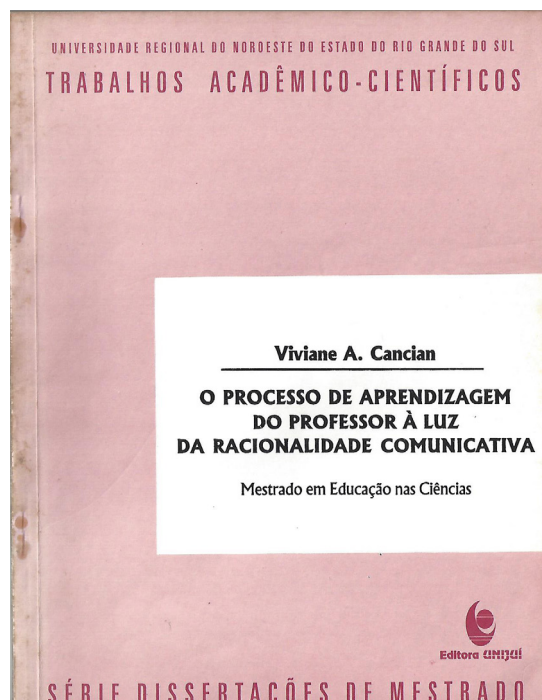 UNIVERSIDADE REGIONAL DO NOROESTE DO ESTADO DO RIO GRANDE DO SUL
TRABALHOS ACADÊMICO-CIENTÍFICOS
Viviane A. Cancian
O PROCESSO DE APRENDIZAGEM
DO PROFESSOR À LUZ
DA RACIONALIDADE COMUNICATIVA
Mestrado em Educação nas Ciências
Editora UNIJUÍ
SÉRIE DISSERTAÇÕES DE MESTRADO